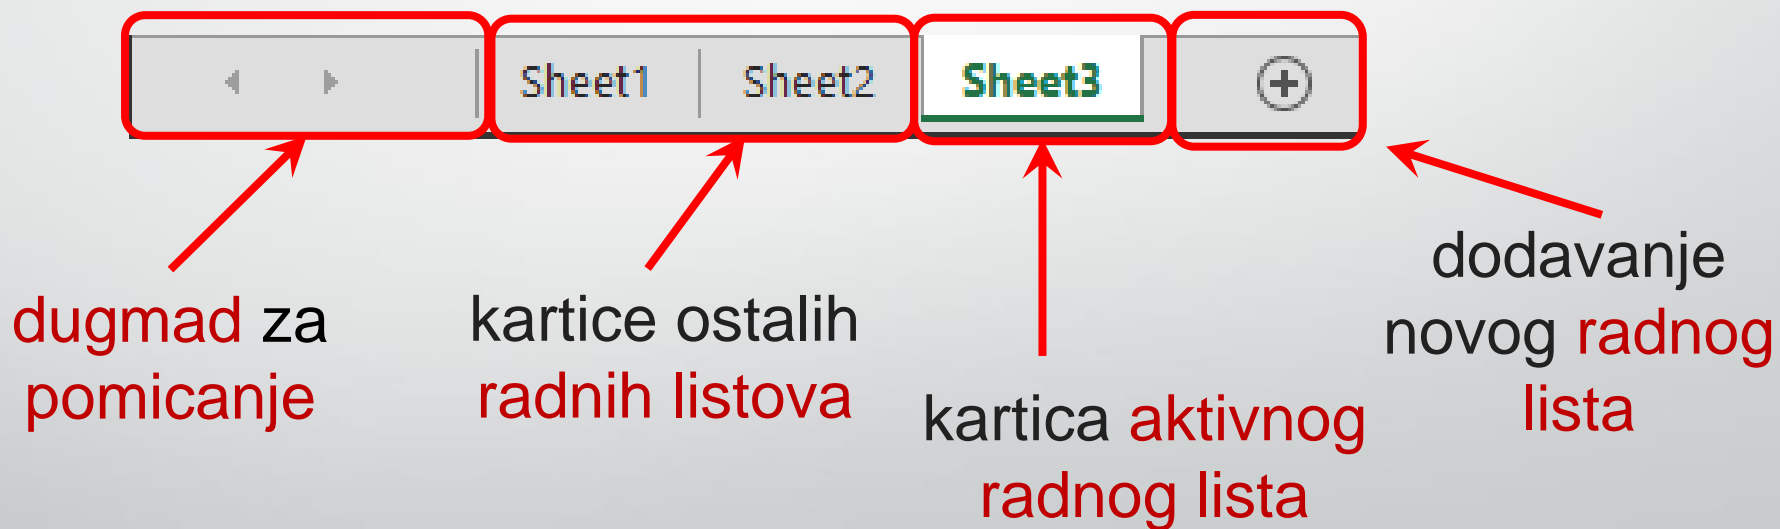 Sheet1 Sheet2 Sheet3
dugmad za
pomicanje
kartice ostalih
radnih listova
kartica aktivnog
radnog lista
dodavanje
novog radnog
lista